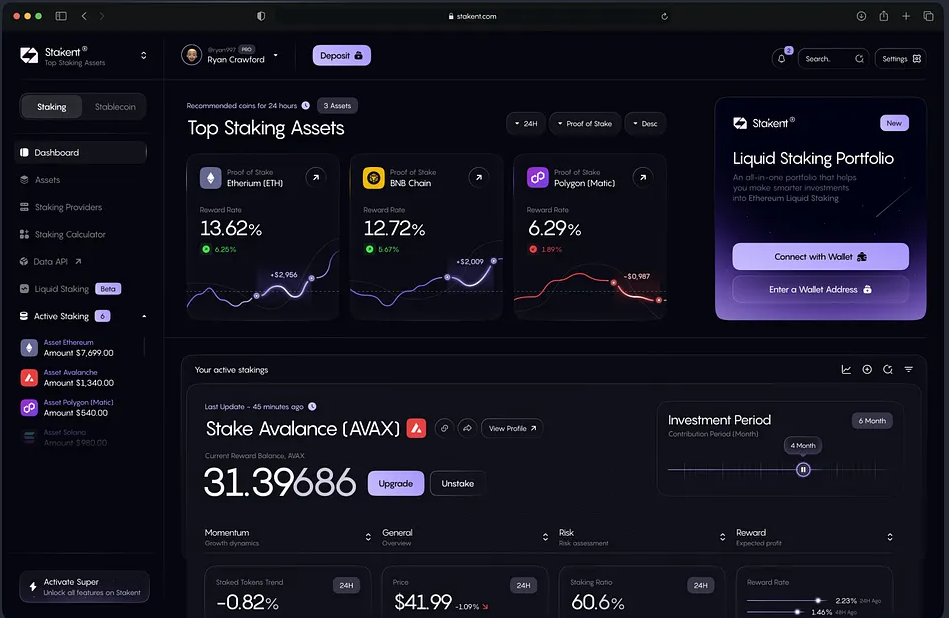 stakent.com
Stakent®
Top Staking Assets
@ryan997 PRO
Ryan Crawford
Deposit
2
Search..
Settings
Staking
Stablecoin
Dashboard
Assets
Staking Providers
Staking Calculator
Data API
Liquid Staking Beta
Active Staking 6
Asset Ethereum
Amount $7,699.00
Asset Avalanche
Amount $1,340.00
Asset Polygon (Matic)
Amount $540.00
Asset Solana
Amount $980.00
Activate Super
Unlock all features on Stakent
Recommended coins for 24 hours
3 Assets
Top Staking Assets
24H
Proof of Stake
Desc
Proof of Stake
Etherium (ETH)
Reward Rate
13.62%
6.25%
+$2,956
Proof of Stake
BNB Chain
Reward Rate
12.72%
5.67%
+$2,009
Proof of Stake
Polygon (Matic)
Reward Rate
6.29%
1.89%
-$0,987
Stakent®
New
Liquid Staking Portfolio
An all-in-one portfolio that helps
you make smarter investments
into Ethereum Liquid Staking
Connect with Wallet
Enter a Wallet Address
Your active stakings
Last Update - 45 minutes ago
Stake Avalance (AVAX)
View Profile
Current Reward Balance, AVAX
31.39686
Upgrade
Unstake
Investment Period
Contribution Period (Month)
6 Month
4 Month
Momentum
Growth dynamics
General
Overview
Risk
Risk assessment
Reward
Expected profit
Staked Tokens Trend
24H
-0.82%
Price
24H
$41.99 -1.09%
Staking Ratio
24H
60.6%
Reward Rate
2.23% 24H Ago
1.46% 48H Ago